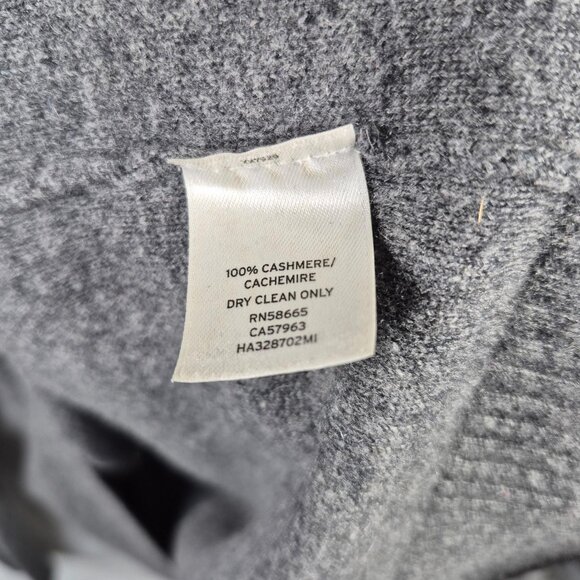 100% CASHMERE/
CACHEMIRE
DRY CLEAN ONLY
RN58665
CA57963
HA328702MI